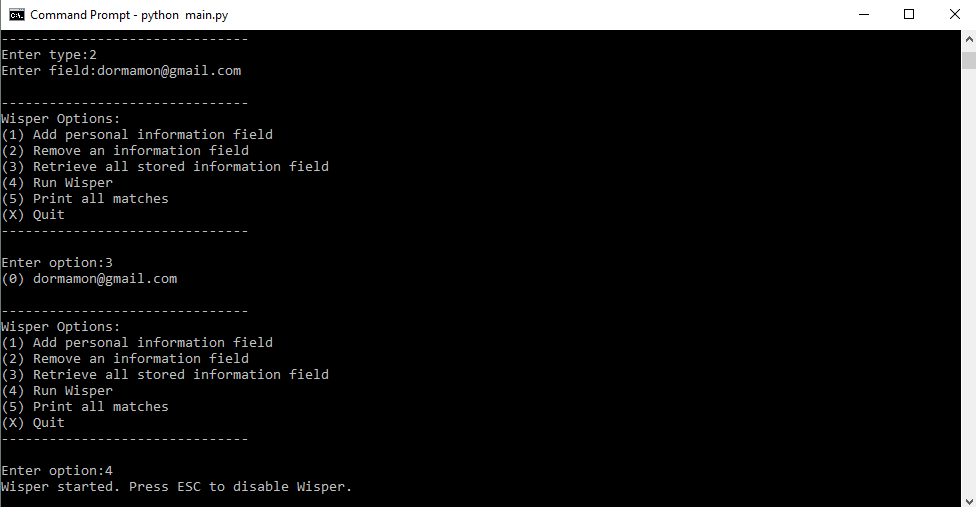 Command Prompt - python  main.py
-------------------------------
Enter type:2
Enter field:dormamon@gmail.com
-------------------------------
Wisper Options:
(1) Add personal information field
(2) Remove an information field
(3) Retrieve all stored information field
(4) Run Wisper
(5) Print all matches
(X) Quit
-------------------------------
Enter option:3
(0) dormamon@gmail.com
-------------------------------
Wisper Options:
(1) Add personal information field
(2) Remove an information field
(3) Retrieve all stored information field
(4) Run Wisper
(5) Print all matches
(X) Quit
-------------------------------
Enter option:4
Wisper started. Press ESC to disable Wisper.